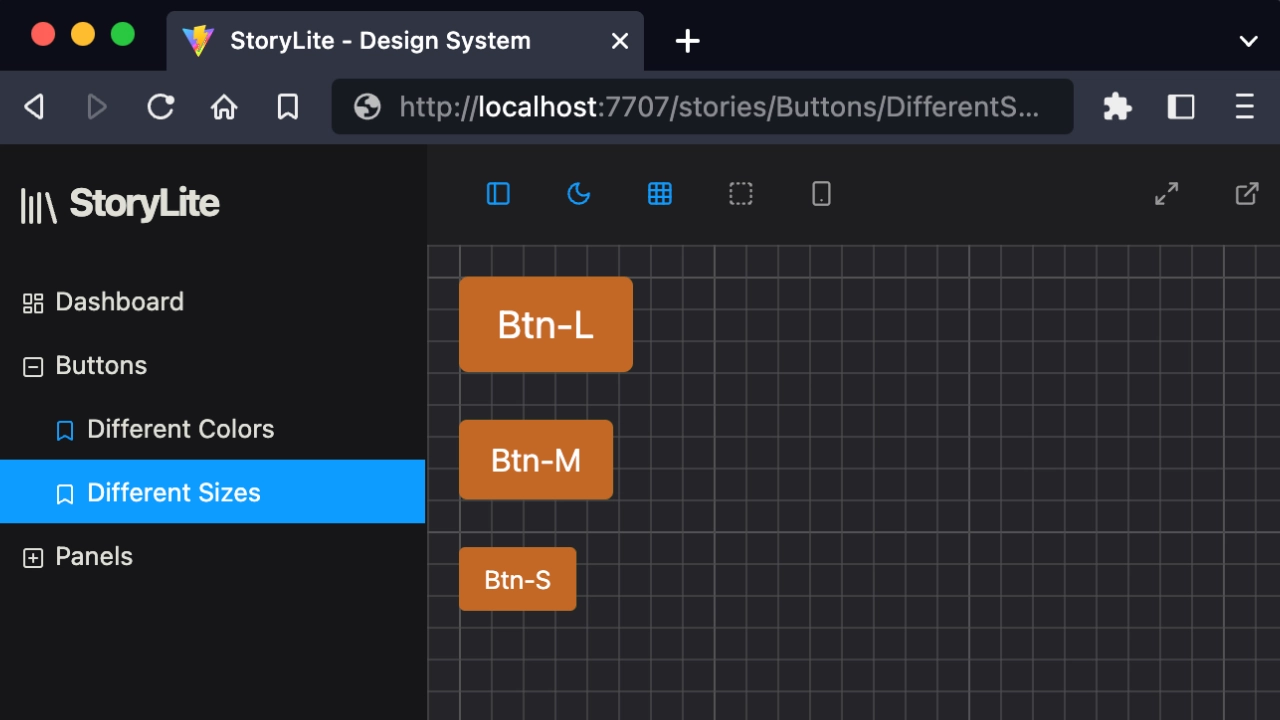 StoryLite - Design System
http://localhost:7707/stories/Buttons/DifferentS...
StoryLite
Dashboard
Buttons
Different Colors
Different Sizes
Panels
Btn-L
Btn-M
Btn-S